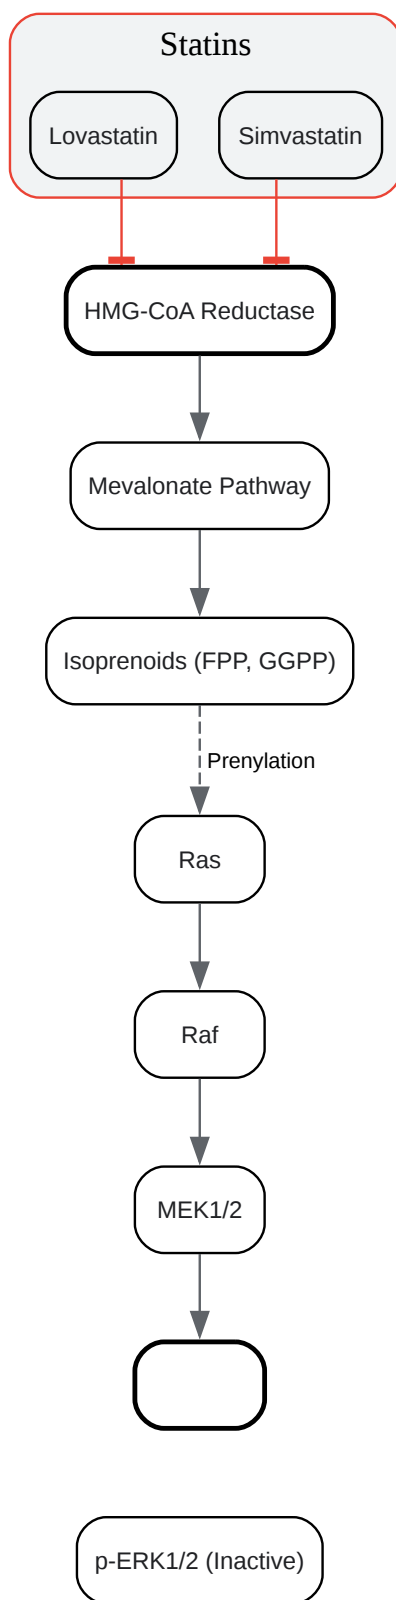 Statins
Lovastatin
Simvastatin
HMG-CoA Reductase
Mevalonate Pathway
Isoprenoids (FPP, GGPP)
Prenylation
Ras
Raf
MEK1/2
p-ERK1/2 (Inactive)